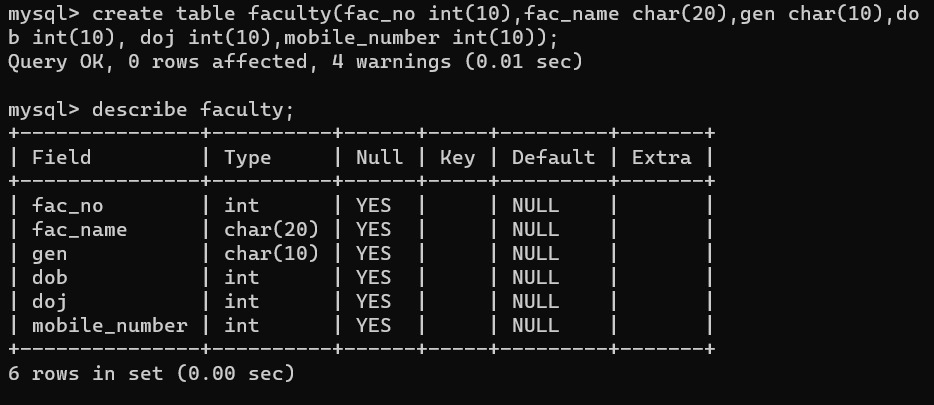 mysql> create table faculty(fac_no int(10),fac_name char(20),gen char(10),do
b int(10), doj int(10),mobile_number int(10));
Query OK, 0 rows affected, 4 warnings (0.01 sec)

mysql> describe faculty;
+---------------+----------+------+-----+---------+-------+
| Field         | Type     | Null | Key | Default | Extra |
+---------------+----------+------+-----+---------+-------+
| fac_no        | int      | YES  |     | NULL    |       |
| fac_name      | char(20) | YES  |     | NULL    |       |
| gen           | char(10) | YES  |     | NULL    |       |
| dob           | int      | YES  |     | NULL    |       |
| doj           | int      | YES  |     | NULL    |       |
| mobile_number | int      | YES  |     | NULL    |       |
+---------------+----------+------+-----+---------+-------+
6 rows in set (0.00 sec)